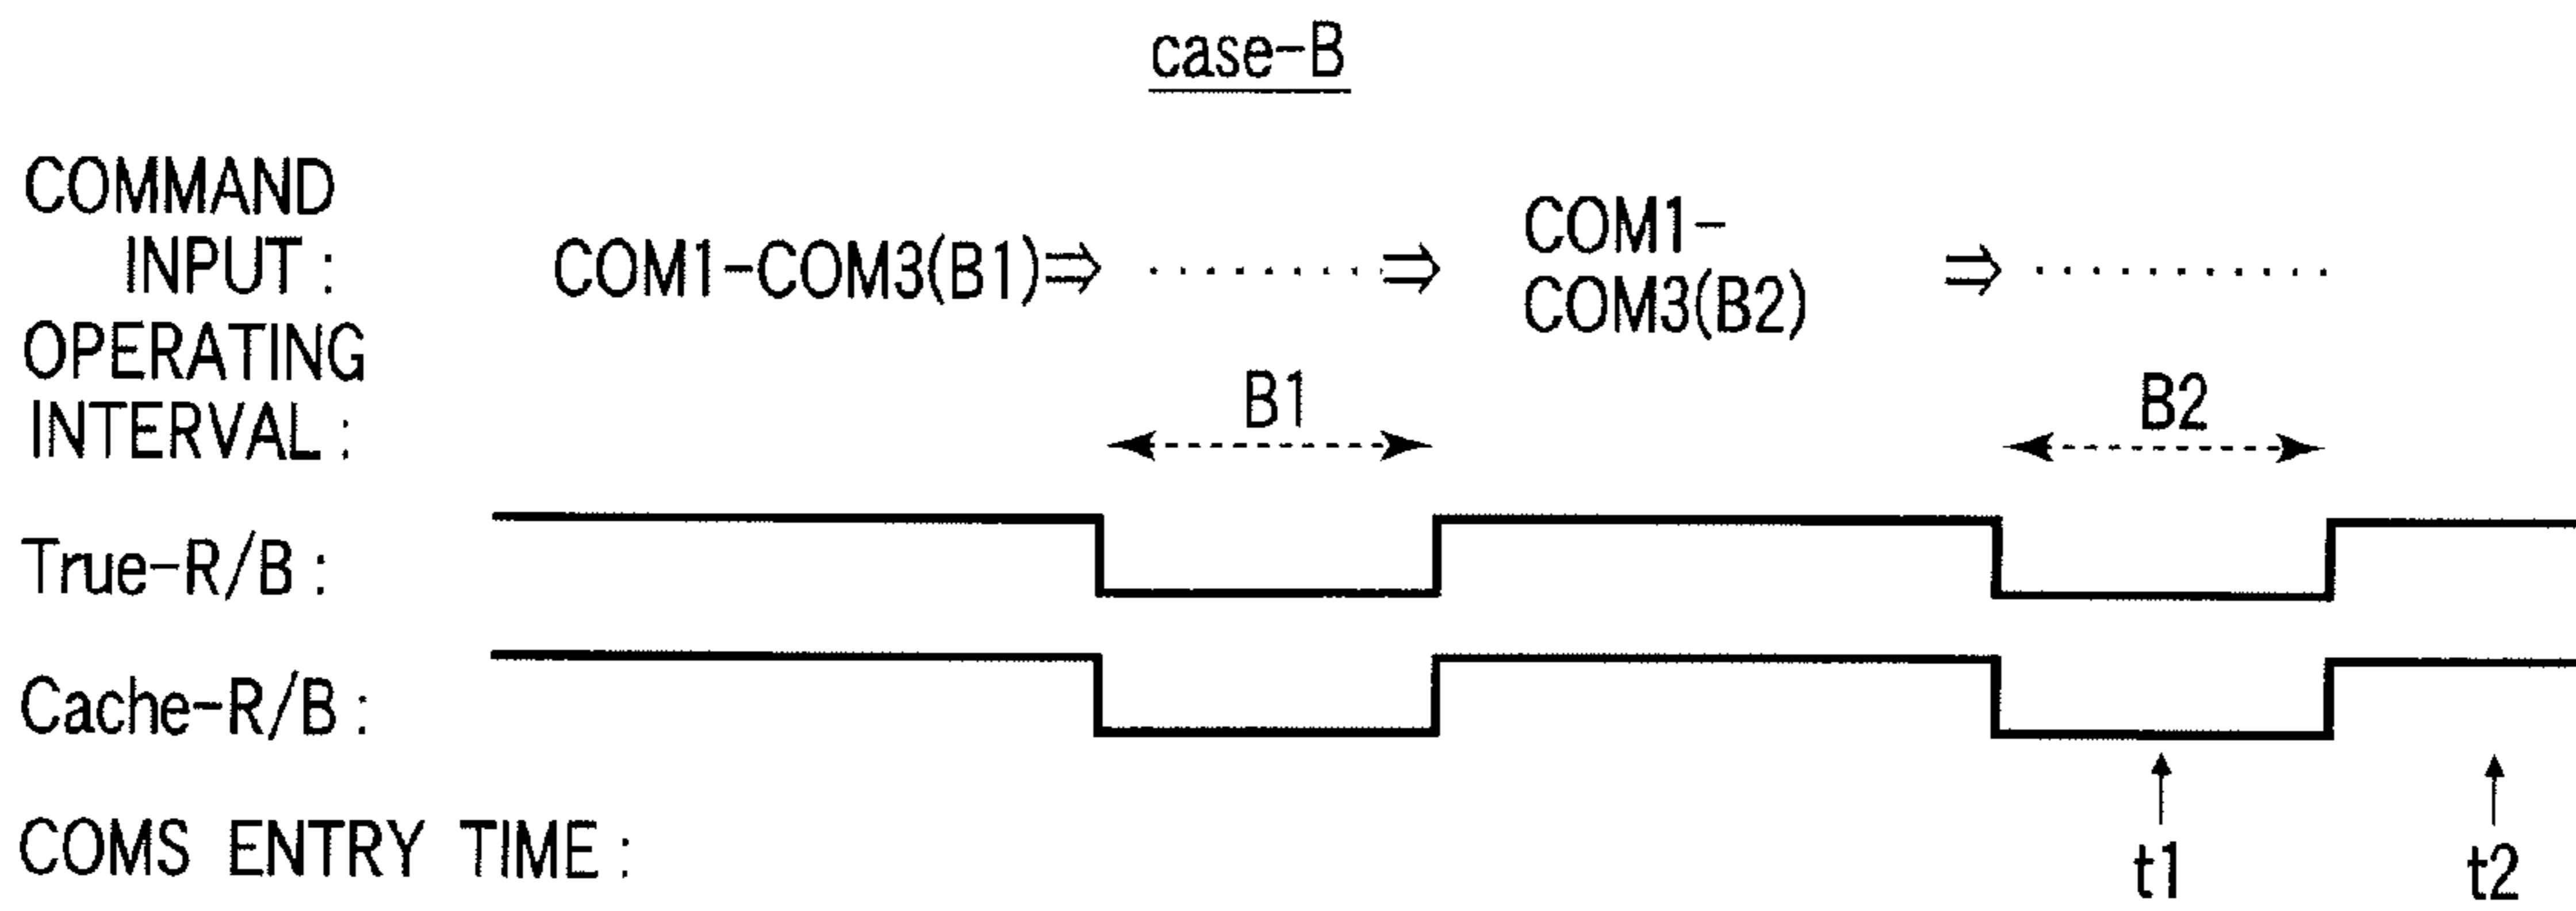 case-B
COMMAND
INPUT :
COM1-COM3(B1)⇒ ········⇒ COM1-
COM3(B2) ⇒ ···········
OPERATING
INTERVAL :
B1 B2
True-R/B :
Cache-R/B :
COMS ENTRY TIME :
t1 t2